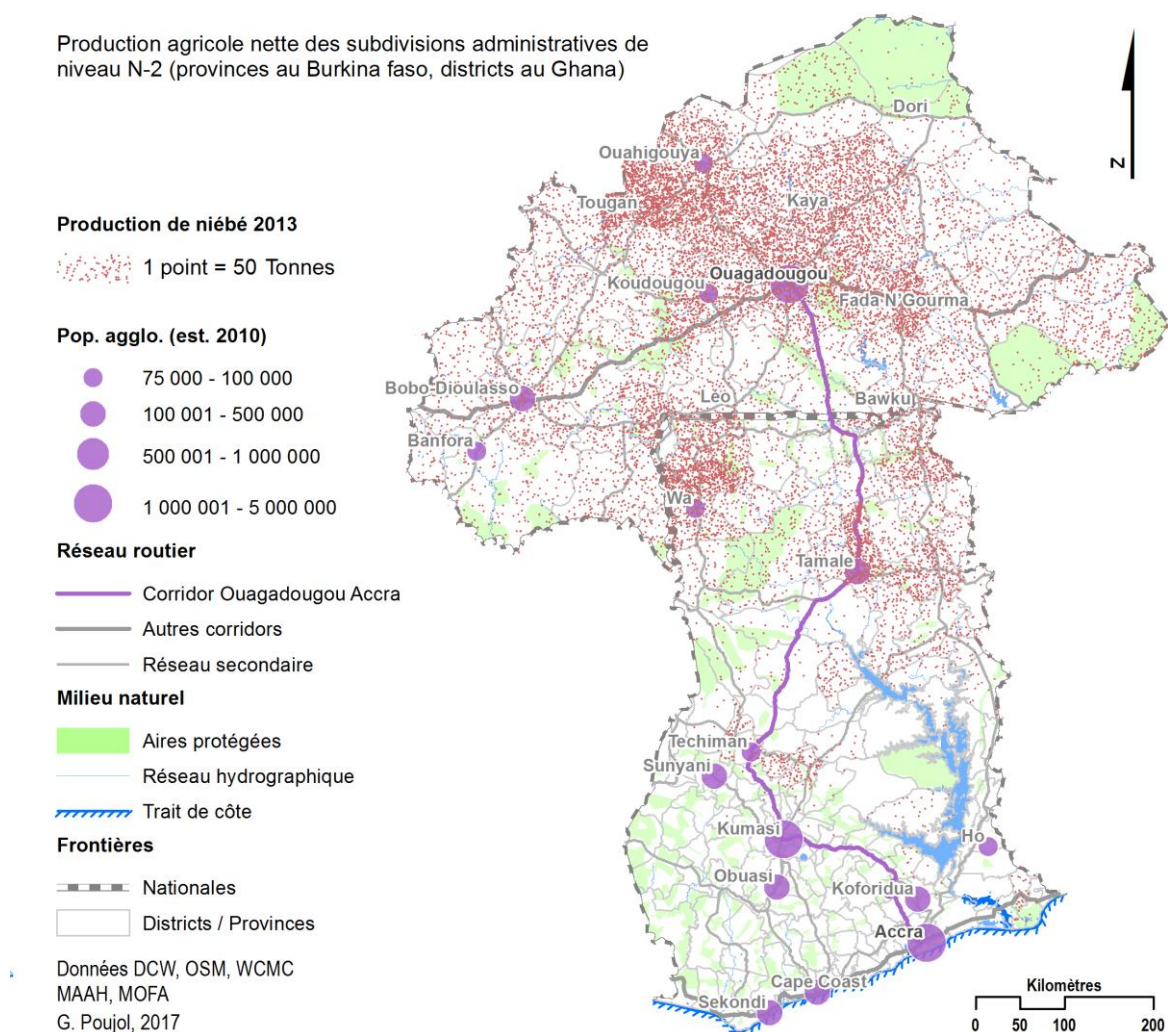 Production agricole nette des subdivisions administratives de
niveau N-2 (provinces au Burkina faso, districts au Ghana)
Production de niébé 2013
1 point = 50 Tonnes
Pop. agglo. (est. 2010)
75 000 - 100 000
100 001 - 500 000
500 001 - 1 000 000
1 000 001 - 5 000 000
Réseau routier
Corridor Ouagadougou Accra
Autres corridors
Réseau secondaire
Milieu naturel
Aires protégées
Réseau hydrographique
Trait de côte
Frontières
Nationales
Districts / Provinces
Données DCW, OSM, WCMC
MAAH, MOFA
G. Poujol, 2017
Dori
Ouahigouya
Tougan
Kaya
Ouagadougou
Koudougou
Fada N'Gourma
Bobo-Dioulasso
Léo
Bawku
Banfora
Wa
Tamale
Techiman
Sunyani
Kumasi
Ho
Obuasi
Koforidua
Accra
Cape Coast
Sekondi
N
Kilomètres
0 50 100 200